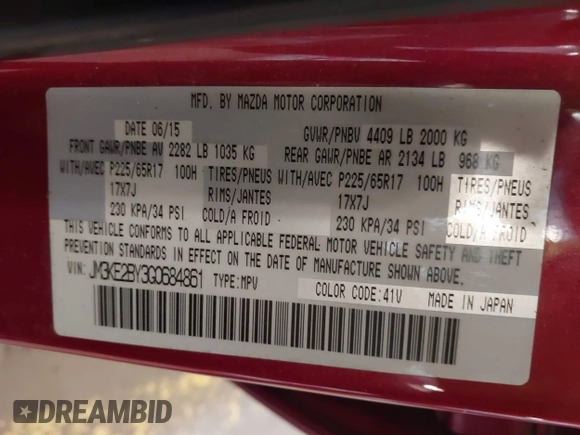 MFD. BY MAZDA MOTOR CORPORATION
DATE 06/15 GVWR/PNBV 4409 LB 2000 KG
FRONT GAWR/PNBE AV 2282 LB 1035 KG REAR GAWR/PNBE AR 2134 LB 968 KG
WITH/AVEC P225/65R17 100H TIRES/PNEUS WITH/AVEC P225/65R17 100H TIRES/PNEUS
17X7J RIMS/JANTES 17X7J RIMS/JANTES
230 KPA/34 PSI COLD/A FROID 230 KPA/34 PSI COLD/A FROID
THIS VEHICLE CONFORMS TO ALL APPLICABLE FEDERAL MOTOR VEHICLE SAFETY AND THEFT
PREVENTION STANDARDS IN EFFECT ON THE DATE OF MANUFACTURE SHOWN ABOVE.
VIN: JM3KE2BY3G0684861 TYPE: MPV
COLOR CODE: 41V MADE IN JAPAN
DREAMBID